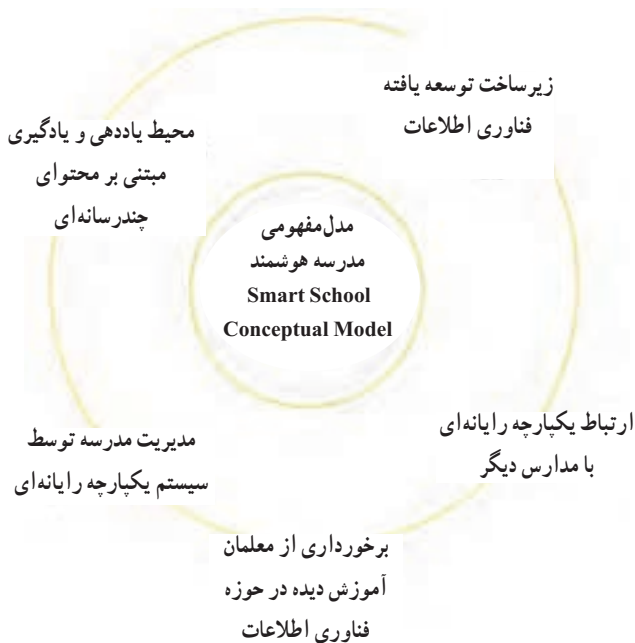 زیرساخت توسعه یافته
فناوری اطلاعات
محیط یاددهی و یادگیری
مبتنی بر محتوای
چندرسانه‌ای
مدل‌مفهومی
مدرسه هوشمند
Smart School
Conceptual Model
ارتباط یکپارچه رایانه‌ای
با مدارس دیگر
مدیریت مدرسه توسط
سیستم یکپارچه رایانه‌ای
برخورداری از معلمان
آموزش دیده در حوزه
فناوری اطلاعات